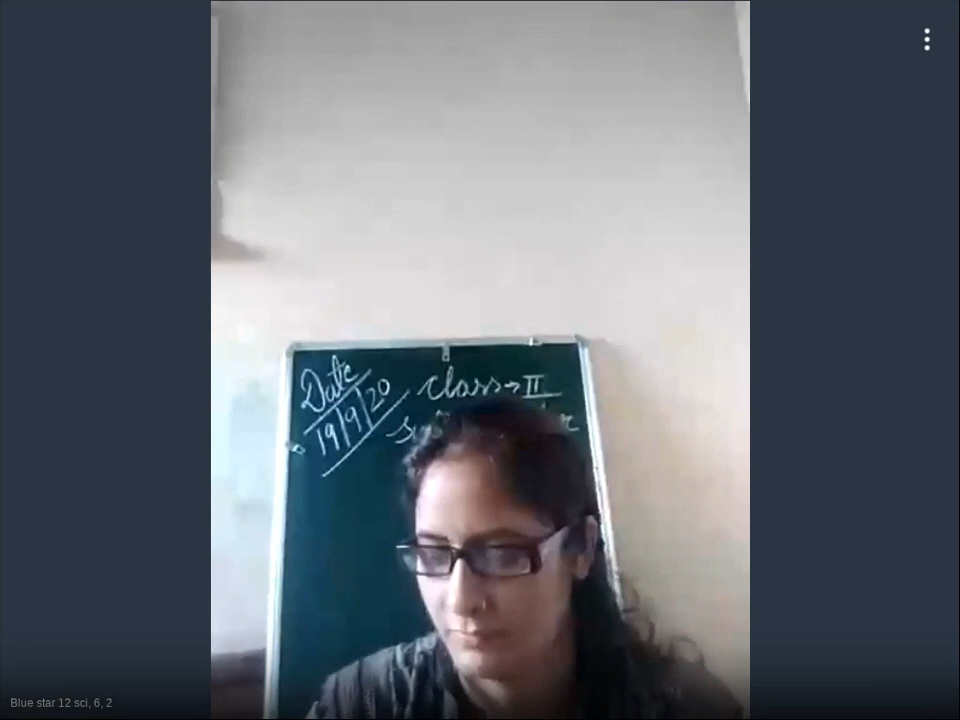 Date
19/9/20
class → II
Blue star 12 sci, 6, 2